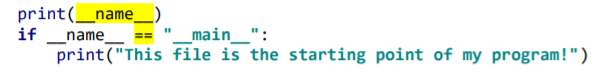 print(__name__)
if __name__ == "__main__":
    print("This file is the starting point of my program!")